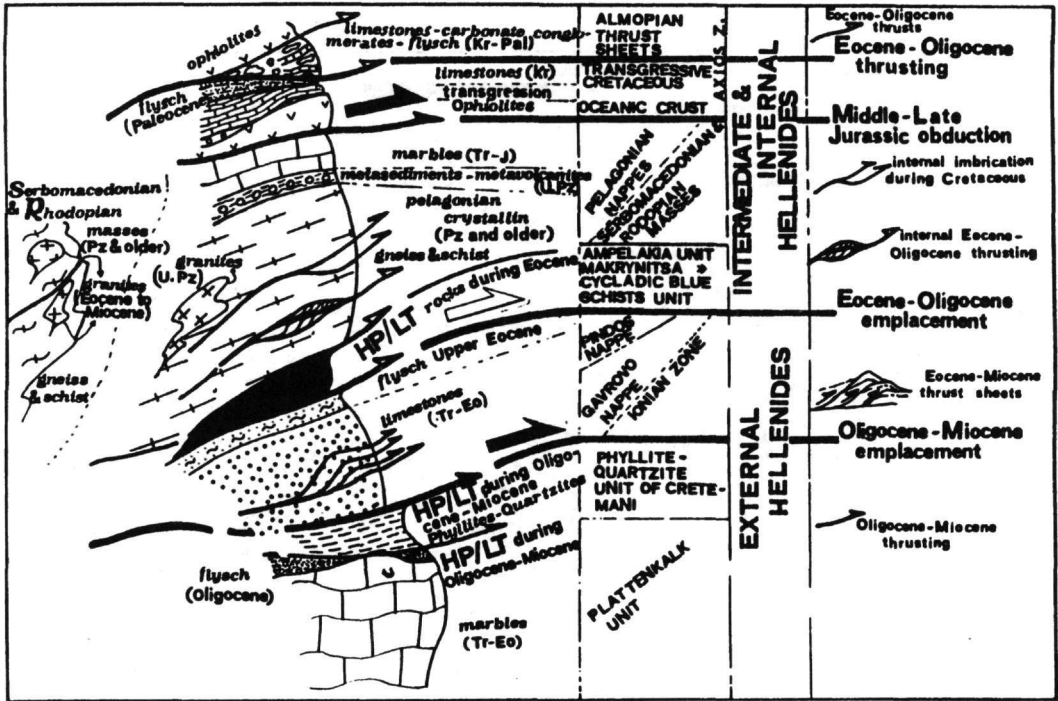 ophiolites
limestones-carbonate conglo-
merates-flysch (Kr-Pal)
flysch
(Paleocene)
limestones (Kr)
transgression
Ophiolites
marbles (Tr-J)
metasediments-metavolcanites
(U.Pz)
pelagonian
crystallin
(Pz and older)
gneiss & schist
Serbomacedonian
& Rhodopian
masses
(Pz & older)
granites
(U.Pz)
granites
(Eocene to
Miocene)
gneiss
& schist
HP/LT rocks during Eocene
flysch Upper Eocene
limestones
(Tr-Eo)
HP/LT during Oligo
cene-Miocene
Phyllites-Quartzites
HP/LT during
Oligocene-Miocene
flysch
(Oligocene)
marbles
(Tr-Eo)
ALMOPIAN
THRUST
SHEETS
TRANSGRESSIVE
CRETACEOUS
OCEANIC CRUST
AXIOS Z.
PELAGONIAN
NAPPES
SERBOMACEDONIAN &
RODOPIAN
MASSES
AMPELAKIA UNIT
MAKRYNITSA »
CYCLADIC BLUE
SCHISTS UNIT
PINDOS
NAPPE
GAVROVO
NAPPE
IONIAN ZONE
PHYLLITE-
QUARTZITE
UNIT OF CRETE-
MANI
PLATTENKALK
UNIT
INTERMEDIATE &
INTERNAL
HELLENIDES
EXTERNAL
HELLENIDES
Eocene-Oligocene
thrusts
Eocene-Oligocene
thrusting
Middle-Late
Jurassic obduction
internal imbrication
during Cretaceous
internal Eocene-
Oligocene thrusting
Eocene-Oligocene
emplacement
Eocene-Miocene
thrust sheets
Oligocene-Miocene
emplacement
Oligocene-Miocene
thrusting